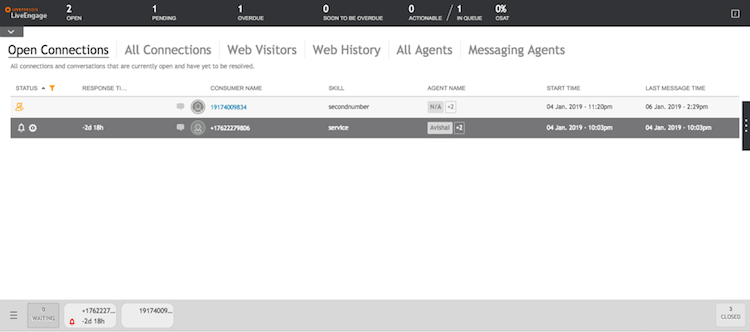 LIVEPERSON
LiveEngage
2 OPEN
1 PENDING
1 OVERDUE
0 SOON TO BE OVERDUE
0 ACTIONABLE / 1 IN QUEUE
0% CSAT
Open Connections All Connections Web Visitors Web History All Agents Messaging Agents
All connections and conversations that are currently open and have yet to be resolved.
STATUS RESPONSE TI... CONSUMER NAME SKILL AGENT NAME START TIME LAST MESSAGE TIME
19174009834 secondnumber N/A +2 04 Jan. 2019 - 11:20pm 06 Jan. 2019 - 2:29pm
-2d 18h +17622279806 service Avishai +2 04 Jan. 2019 - 10:03pm 04 Jan. 2019 - 10:03pm
0 WAITING
+1762227...
-2d 18h
19174009...
3 CLOSED